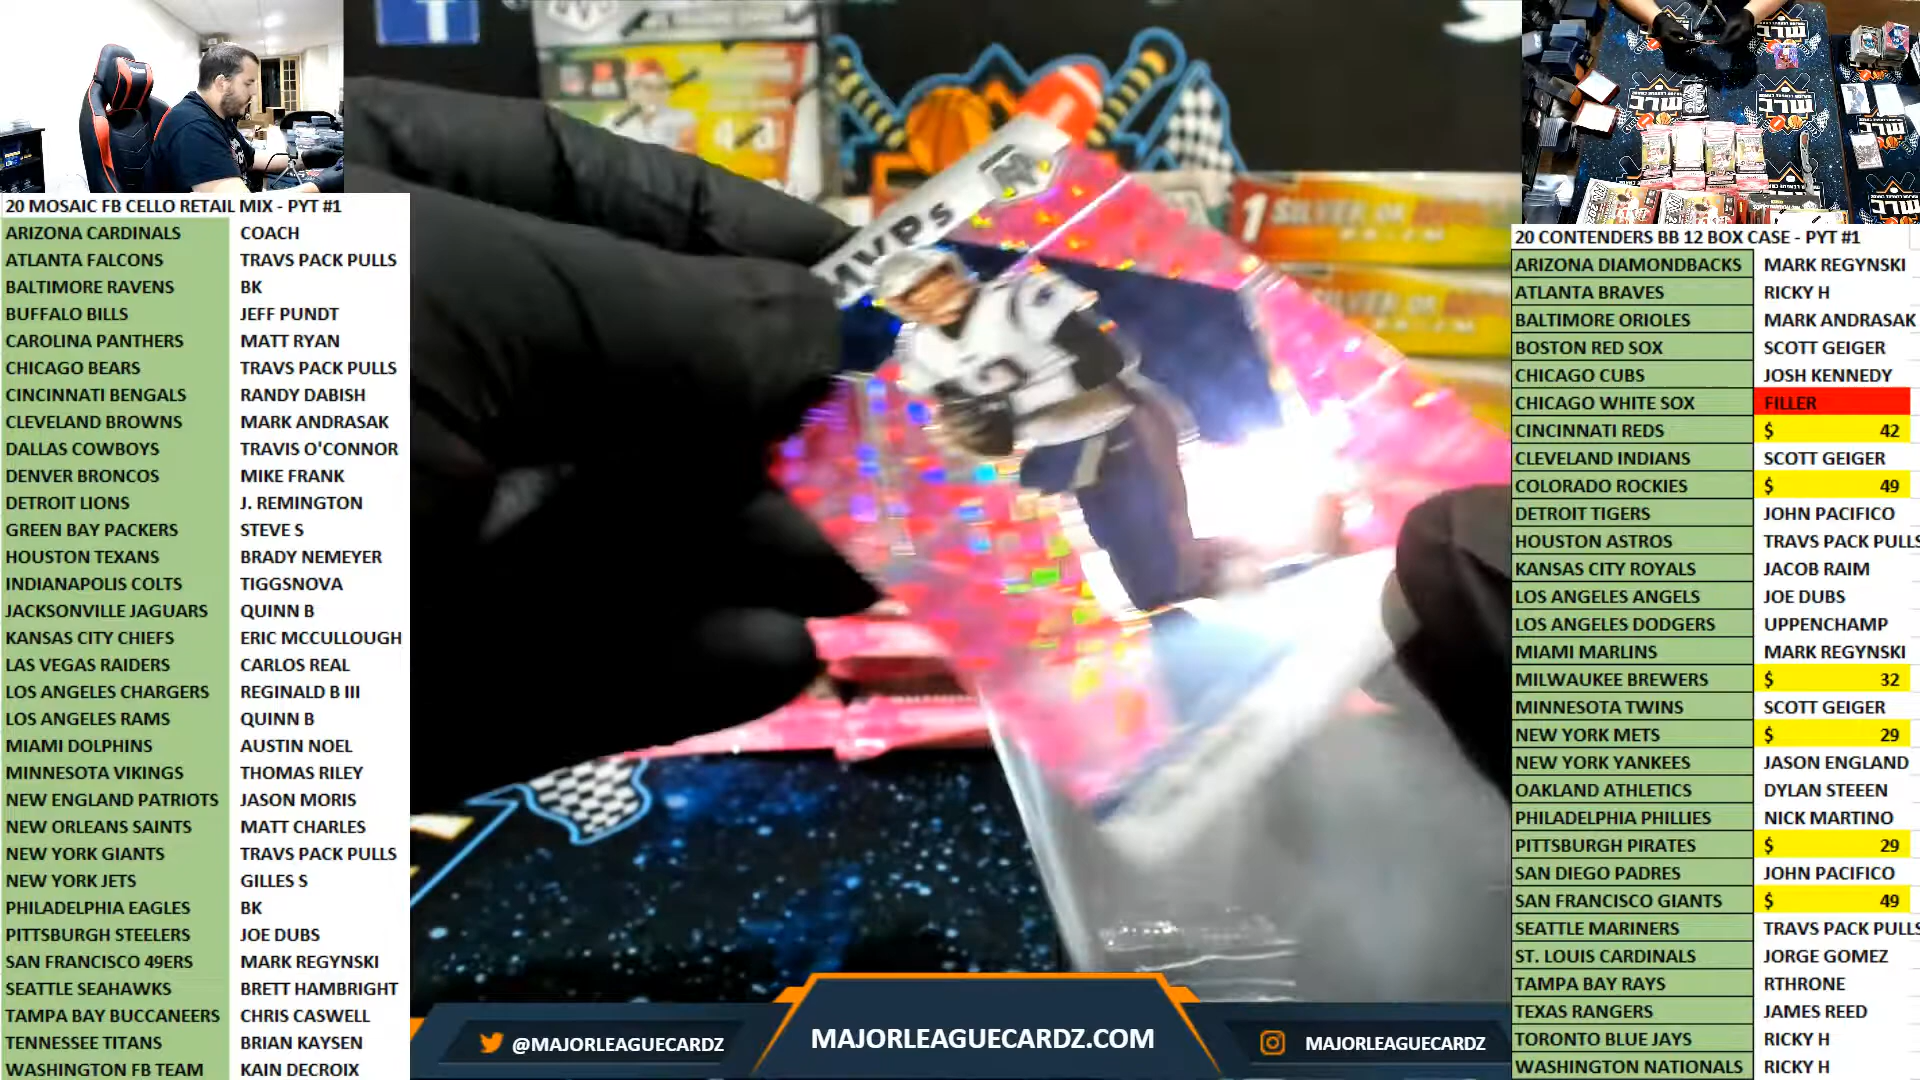 20 MOSAIC FB CELLO RETAIL MIX - PYT #1
ARIZONA CARDINALS COACH
ATLANTA FALCONS TRAVS PACK PULLS
BALTIMORE RAVENS BK
BUFFALO BILLS JEFF PUNDT
CAROLINA PANTHERS MATT RYAN
CHICAGO BEARS TRAVS PACK PULLS
CINCINNATI BENGALS RANDY DABISH
CLEVELAND BROWNS MARK ANDRASAK
DALLAS COWBOYS TRAVIS O'CONNOR
DENVER BRONCOS MIKE FRANK
DETROIT LIONS J. REMINGTON
GREEN BAY PACKERS STEVE S
HOUSTON TEXANS BRADY NEMEYER
INDIANAPOLIS COLTS TIGGSNOVA
JACKSONVILLE JAGUARS QUINN B
KANSAS CITY CHIEFS ERIC MCCULLOUGH
LAS VEGAS RAIDERS CARLOS REAL
LOS ANGELES CHARGERS REGINALD B III
LOS ANGELES RAMS QUINN B
MIAMI DOLPHINS AUSTIN NOEL
MINNESOTA VIKINGS THOMAS RILEY
NEW ENGLAND PATRIOTS JASON MORIS
NEW ORLEANS SAINTS MATT CHARLES
NEW YORK GIANTS TRAVS PACK PULLS
NEW YORK JETS GILLES S
PHILADELPHIA EAGLES BK
PITTSBURGH STEELERS JOE DUBS
SAN FRANCISCO 49ERS MARK REGYNSKI
SEATTLE SEAHAWKS BRETT HAMBRIGHT
TAMPA BAY BUCCANEERS CHRIS CASWELL
TENNESSEE TITANS BRIAN KAYSEN
WASHINGTON FB TEAM KAIN DECROIX
MVPs
1 SILVER OR
SILVER OR
@MAJORLEAGUECARDZ
MAJORLEAGUECARDZ.COM
MAJORLEAGUECARDZ
20 CONTENDERS BB 12 BOX CASE - PYT #1
ARIZONA DIAMONDBACKS MARK REGYNSKI
ATLANTA BRAVES RICKY H
BALTIMORE ORIOLES MARK ANDRASAK
BOSTON RED SOX SCOTT GEIGER
CHICAGO CUBS JOSH KENNEDY
CHICAGO WHITE SOX FILLER
CINCINNATI REDS $ 42
CLEVELAND INDIANS SCOTT GEIGER
COLORADO ROCKIES $ 49
DETROIT TIGERS JOHN PACIFICO
HOUSTON ASTROS TRAVS PACK PULLS
KANSAS CITY ROYALS JACOB RAIM
LOS ANGELES ANGELS JOE DUBS
LOS ANGELES DODGERS UPPENCHAMP
MIAMI MARLINS MARK REGYNSKI
MILWAUKEE BREWERS $ 32
MINNESOTA TWINS SCOTT GEIGER
NEW YORK METS $ 29
NEW YORK YANKEES JASON ENGLAND
OAKLAND ATHLETICS DYLAN STEEEN
PHILADELPHIA PHILLIES NICK MARTINO
PITTSBURGH PIRATES $ 29
SAN DIEGO PADRES JOHN PACIFICO
SAN FRANCISCO GIANTS $ 49
SEATTLE MARINERS TRAVS PACK PULLS
ST. LOUIS CARDINALS JORGE GOMEZ
TAMPA BAY RAYS RTHRONE
TEXAS RANGERS JAMES REED
TORONTO BLUE JAYS RICKY H
WASHINGTON NATIONALS RICKY H